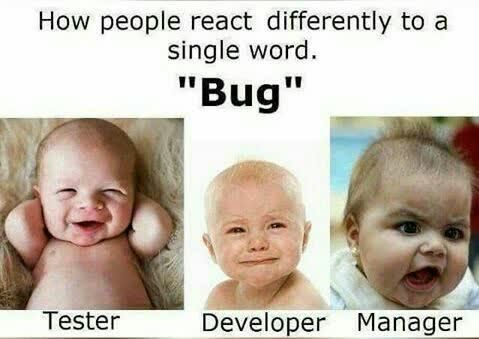 How people react differently to a
single word.
"Bug"
Tester
Developer
Manager